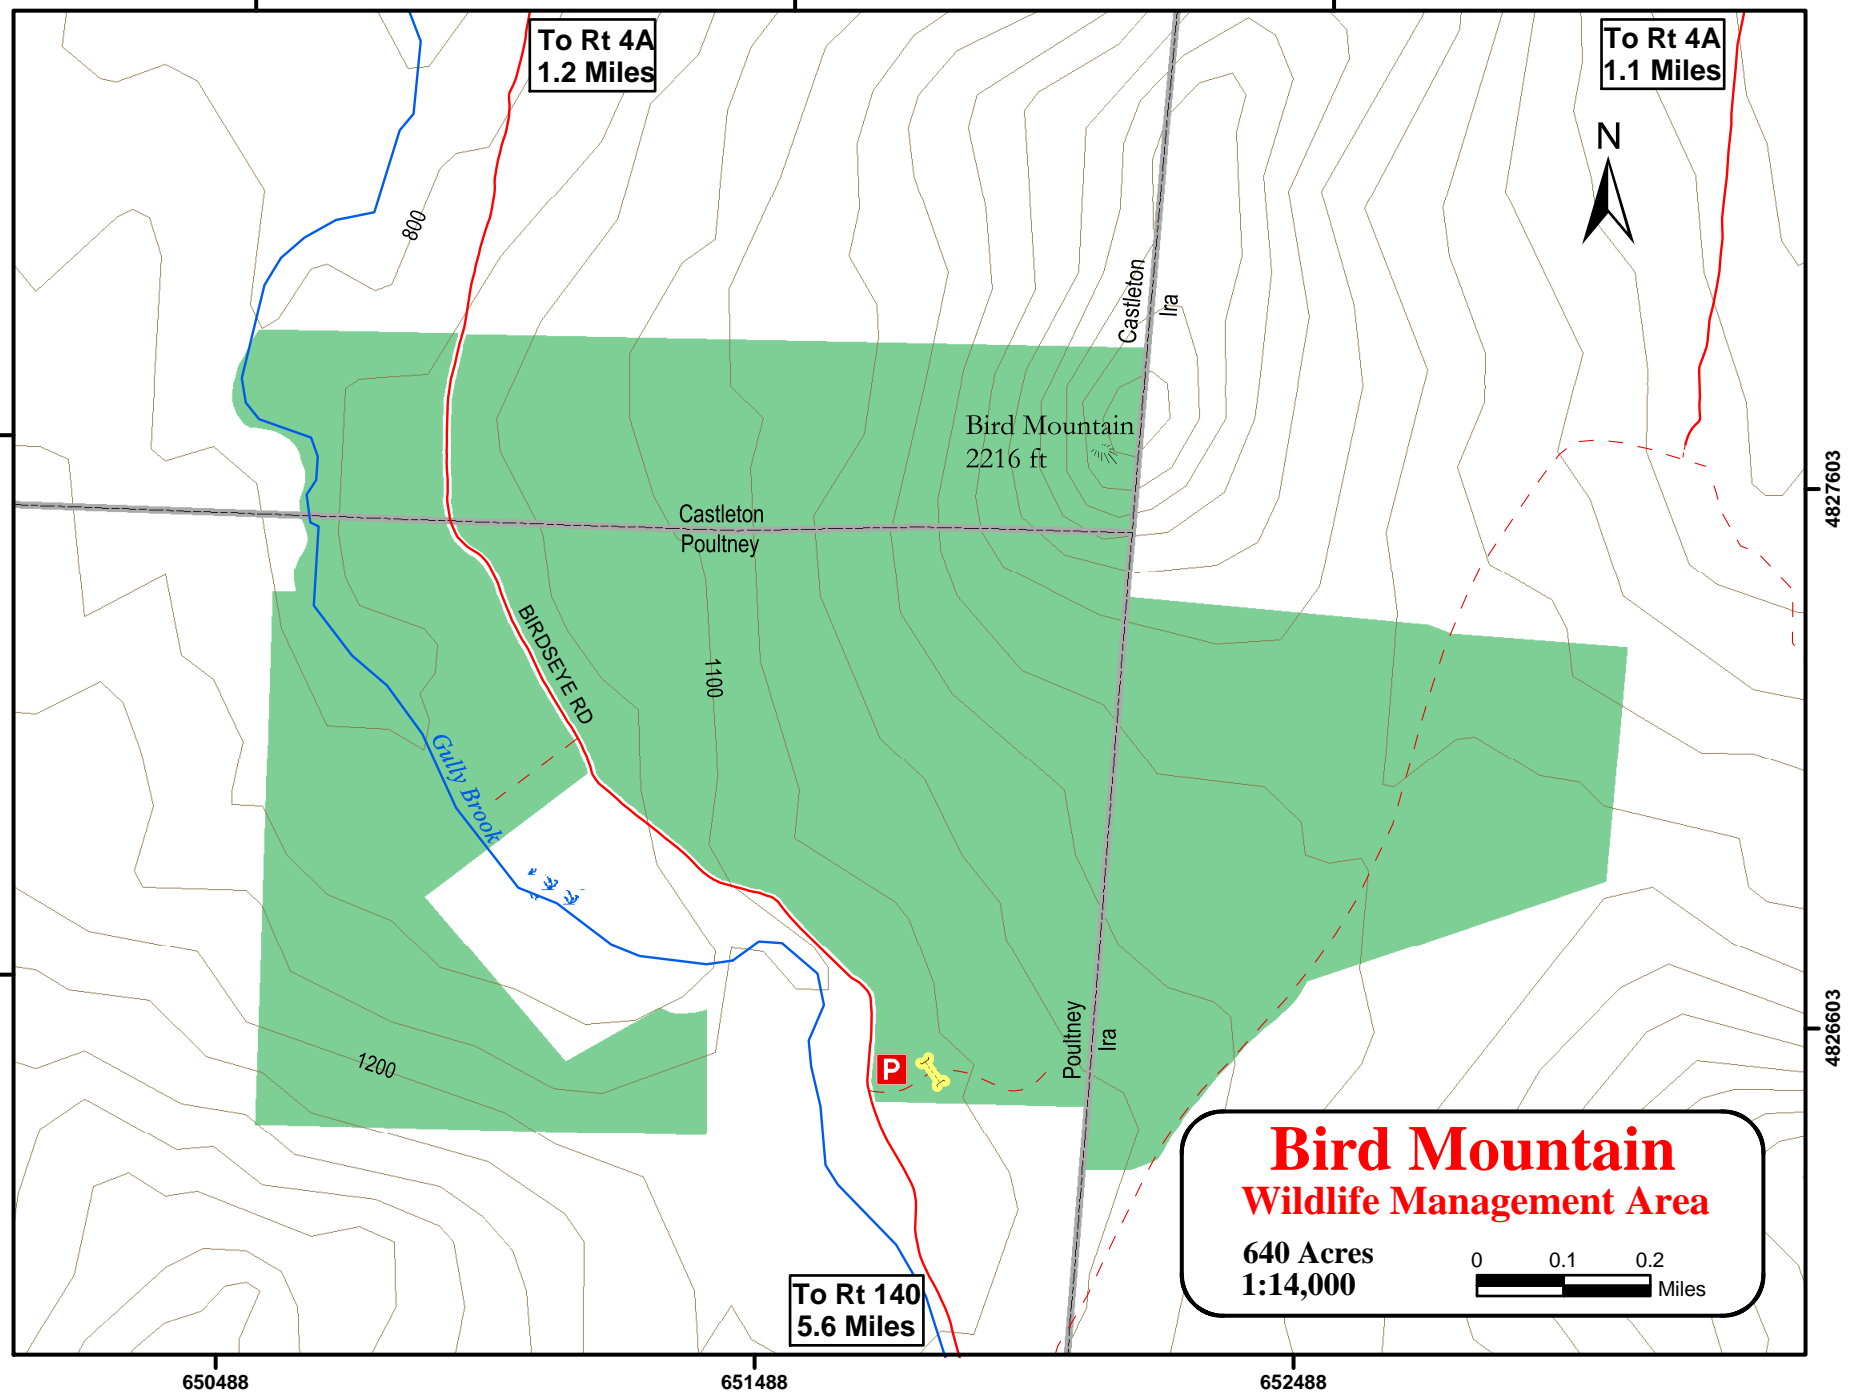 To Rt 4A
1.2 Miles
To Rt 4A
1.1 Miles
N
800
Castleton
Ira
Bird Mountain
2216 ft
4827603
Castleton
Poultney
BIRDSEYE RD
1100
Gully Brook
Poultney
Ira
4826603
1200
P
Bird Mountain
Wildlife Management Area
640 Acres
1:14,000
0 0.1 0.2
Miles
To Rt 140
5.6 Miles
650488
651488
652488